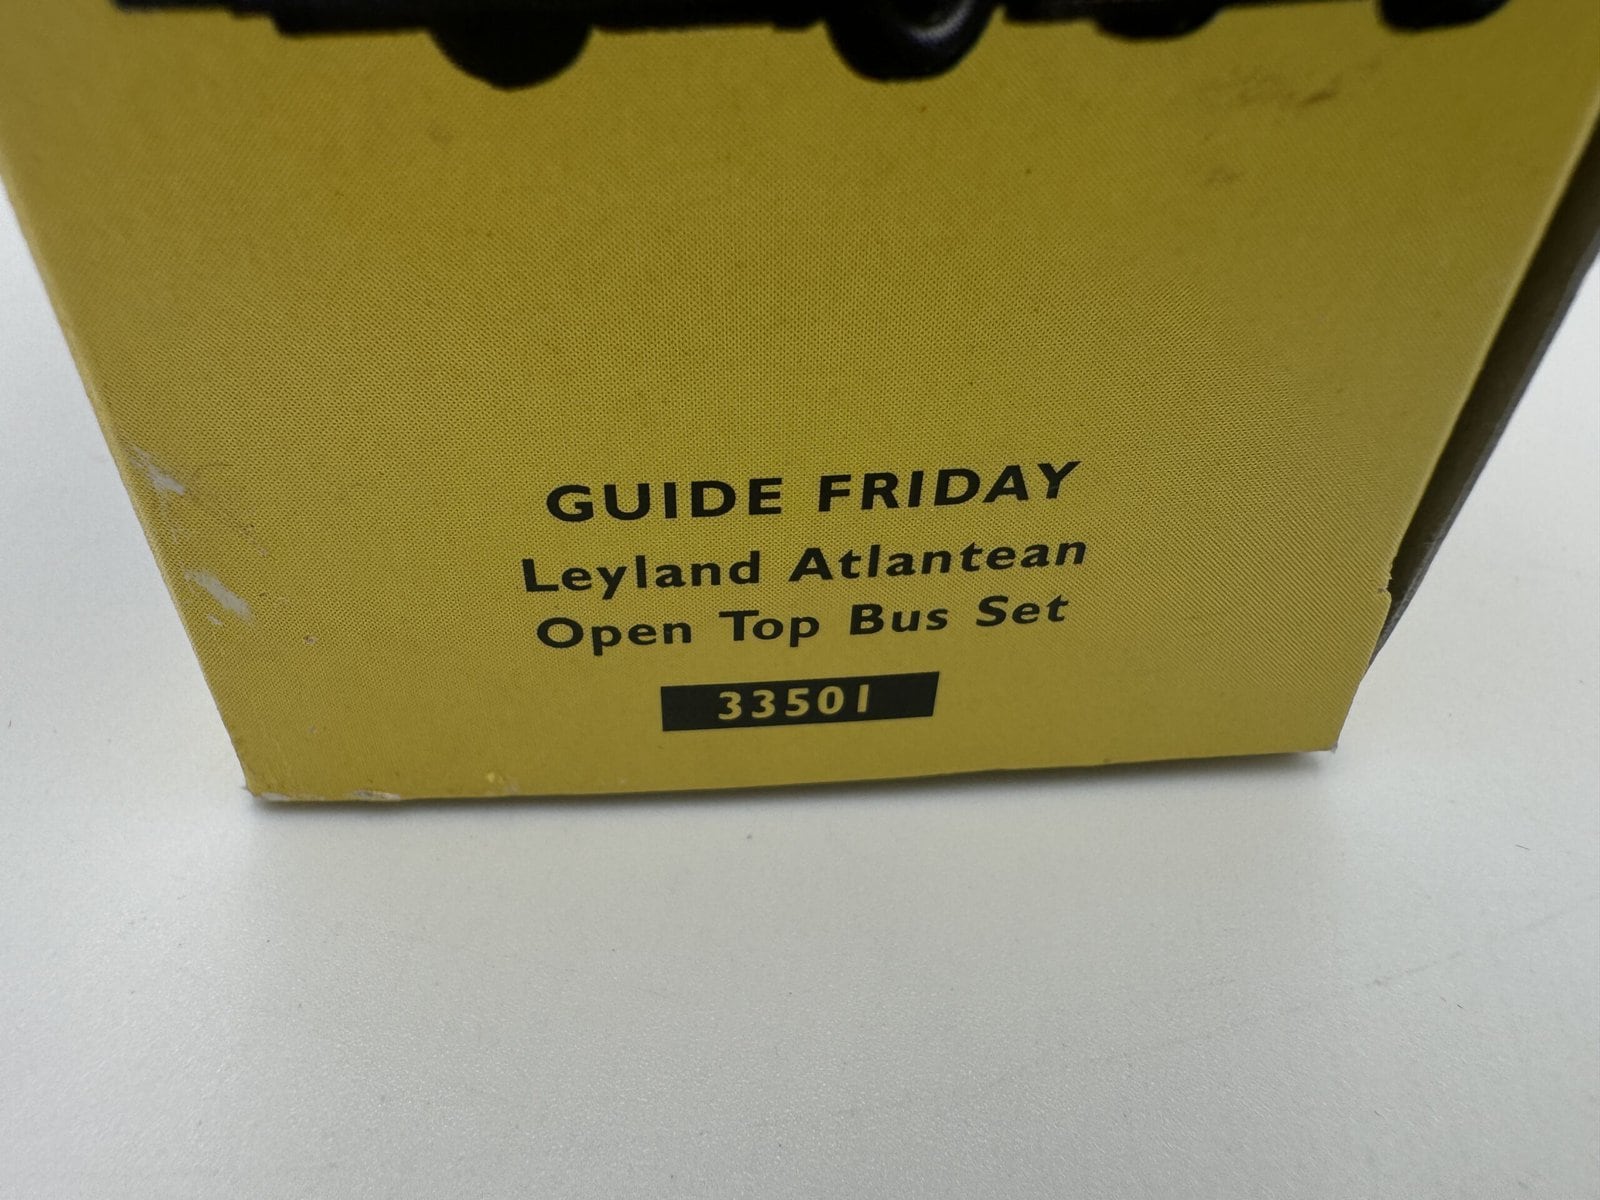 GUIDE FRIDAY
Leyland Atlantean
Open Top Bus Set
33501